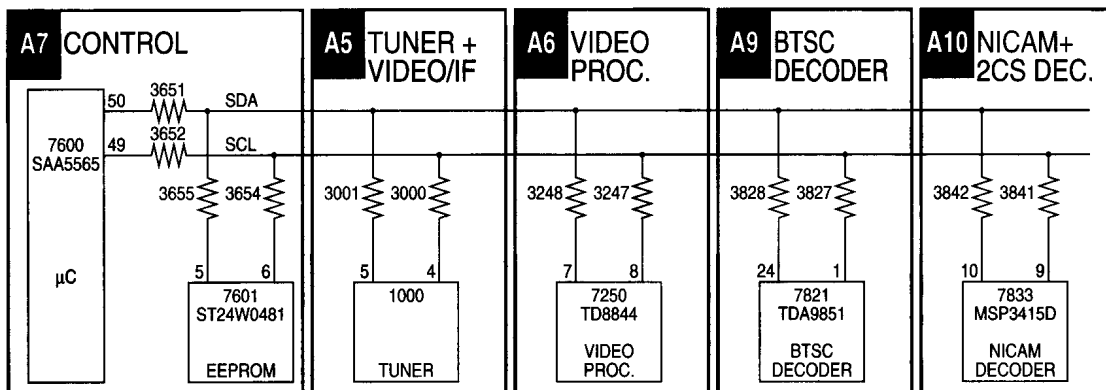 A7 CONTROL
50
3651
SDA
49
3652
SCL
7600
SAA5565
µC
3655
3654
5
6
7601
ST24W0481
EEPROM
A5 TUNER +
VIDEO/IF
3001
3000
5
4
1000
TUNER
A6 VIDEO
PROC.
3248
3247
7
8
7250
TD8844
VIDEO
PROC.
A9 BTSC
DECODER
3828
3827
24
1
7821
TDA9851
BTSC
DECODER
A10 NICAM+
2CS DEC.
3842
3841
10
9
7833
MSP3415D
NICAM
DECODER